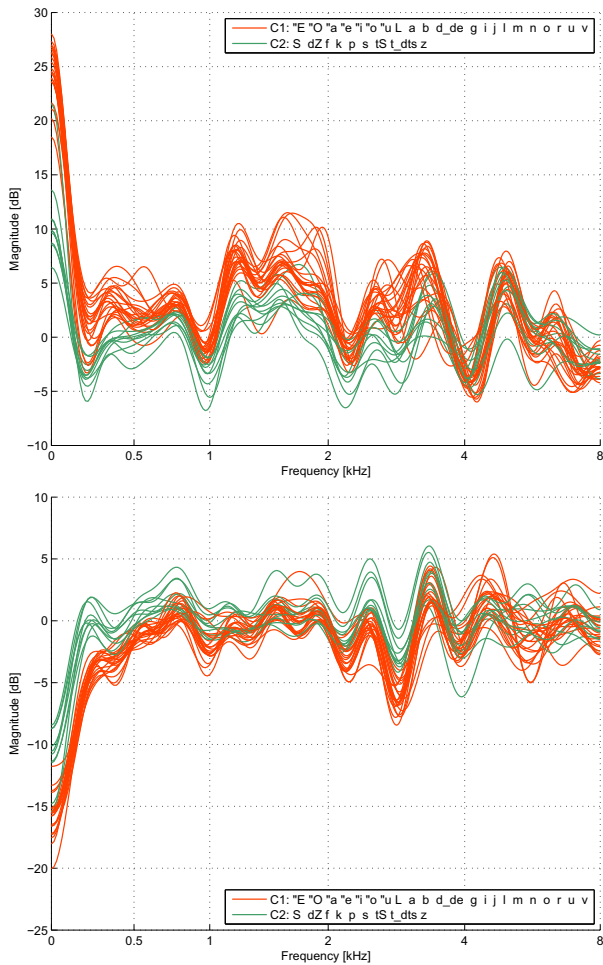 30
C1: "E "O "a "e "i "o "u L a b d_de g i j l m n o r u v
C2: S dZ f k p s tS t_dts z
25
20
15
10
5
0
−5
−10
Magnitude [dB]
0 0.5 1 2 4 8
Frequency [kHz]
10
5
0
−5
−10
−15
−20
−25
Magnitude [dB]
C1: "E "O "a "e "i "o "u L a b d_de g i j l m n o r u v
C2: S dZ f k p s tS t_dts z
0 0.5 1 2 4 8
Frequency [kHz]